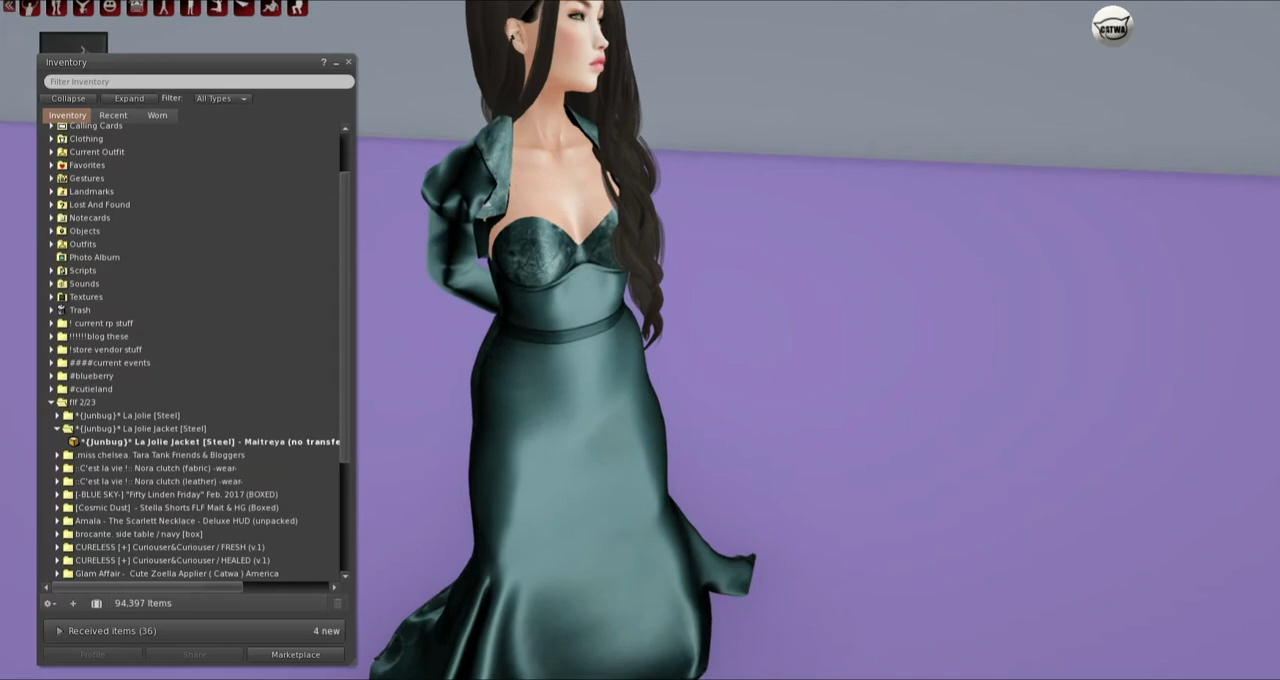 CATWA
Inventory ? _ ×
Filter Inventory
Collapse Expand Filter: All Types
Inventory Recent Worn
Calling Cards
Clothing
Current Outfit
Favorites
Gestures
Landmarks
Lost And Found
Notecards
Objects
Outfits
Photo Album
Scripts
Sounds
Textures
Trash
! current rp stuff
!!!!!!blog these
!store vendor stuff
####current events
#blueberry
#cutieland
flf 2/23
*{Junbug}* La Jolie [Steel]
*{Junbug}* La Jolie Jacket [Steel]
*{Junbug}* La Jolie Jacket [Steel] - Maitreya (no transfe
.miss chelsea. Tara Tank Friends & Bloggers
::C'est la vie !:: Nora clutch (fabric) -wear-
::C'est la vie !:: Nora clutch (leather) -wear-
[-BLUE SKY-] "Fifty Linden Friday" Feb. 2017 (BOXED)
[Cosmic Dust] - Stella Shorts FLF Mait & HG (Boxed)
Amala - The Scarlett Necklace - Deluxe HUD (unpacked)
brocante. side table / navy [box]
CURELESS [+] Curiouser&Curiouser / FRESH (v.1)
CURELESS [+] Curiouser&Curiouser / HEALED (v.1)
Glam Affair - Cute Zoella Applier ( Catwa ) America
+ 94,397 Items
Received items (36) 4 new
Profile Share Marketplace